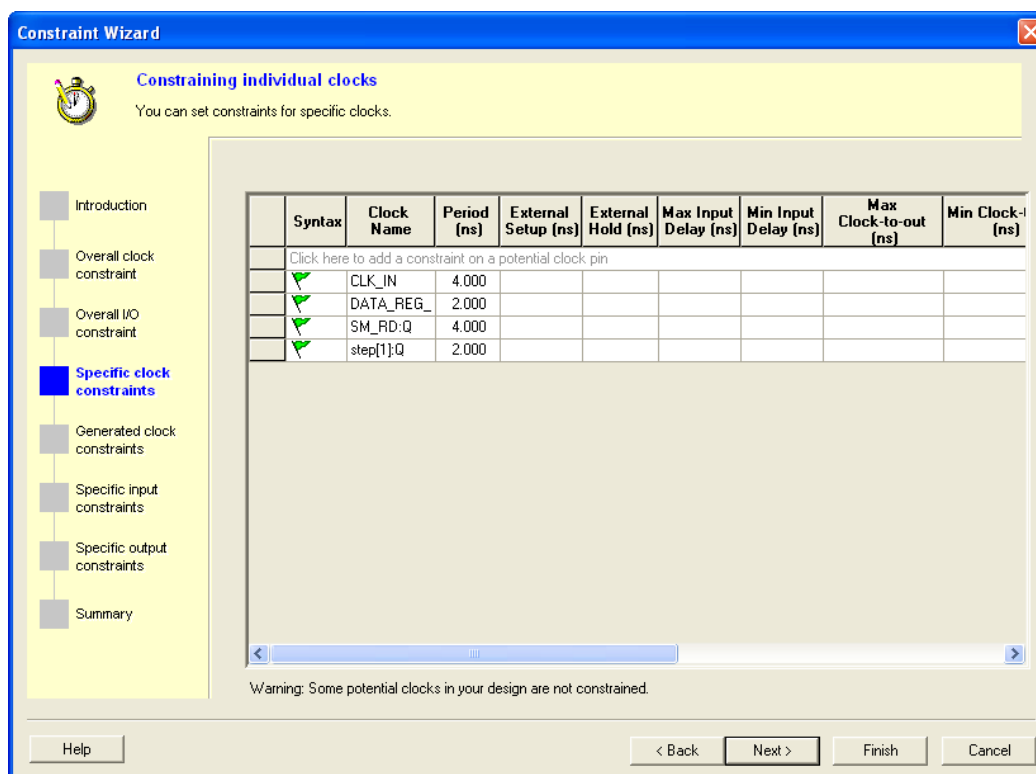 Constraint Wizard
Constraining individual clocks
You can set constraints for specific clocks.
Introduction
Overall clock
constraint
Overall I/O
constraint
Specific clock
constraints
Generated clock
constraints
Specific input
constraints
Specific output
constraints
Summary
Syntax Clock Name Period (ns) External Setup (ns) External Hold (ns) Max Input Delay (ns) Min Input Delay (ns) Max Clock-to-out (ns) Min Clock- (ns)
Click here to add a constraint on a potential clock pin
CLK_IN 4.000
DATA_REG_ 2.000
SM_RD:Q 4.000
step[1]:Q 2.000
Warning: Some potential clocks in your design are not constrained.
Help < Back Next > Finish Cancel